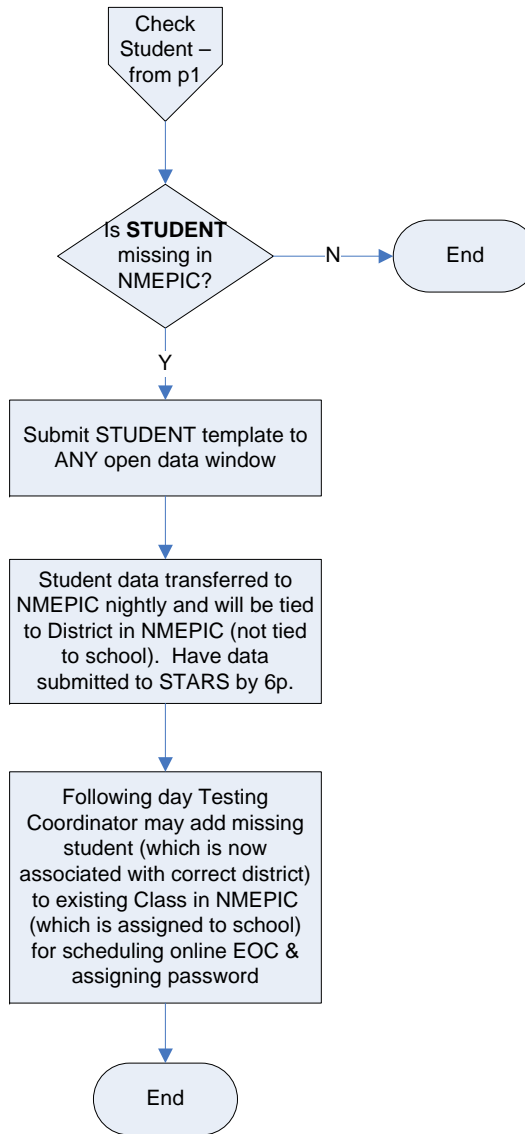 Check
Student –
from p1
Is STUDENT
missing in
NMEPIC?
N
End
Y
Submit STUDENT template to
ANY open data window
Student data transferred to
NMEPIC nightly and will be tied
to District in NMEPIC (not tied
to school).  Have data
submitted to STARS by 6p.
Following day Testing
Coordinator may add missing
student (which is now
associated with correct district)
to existing Class in NMEPIC
(which is assigned to school)
for scheduling online EOC &
assigning password
End